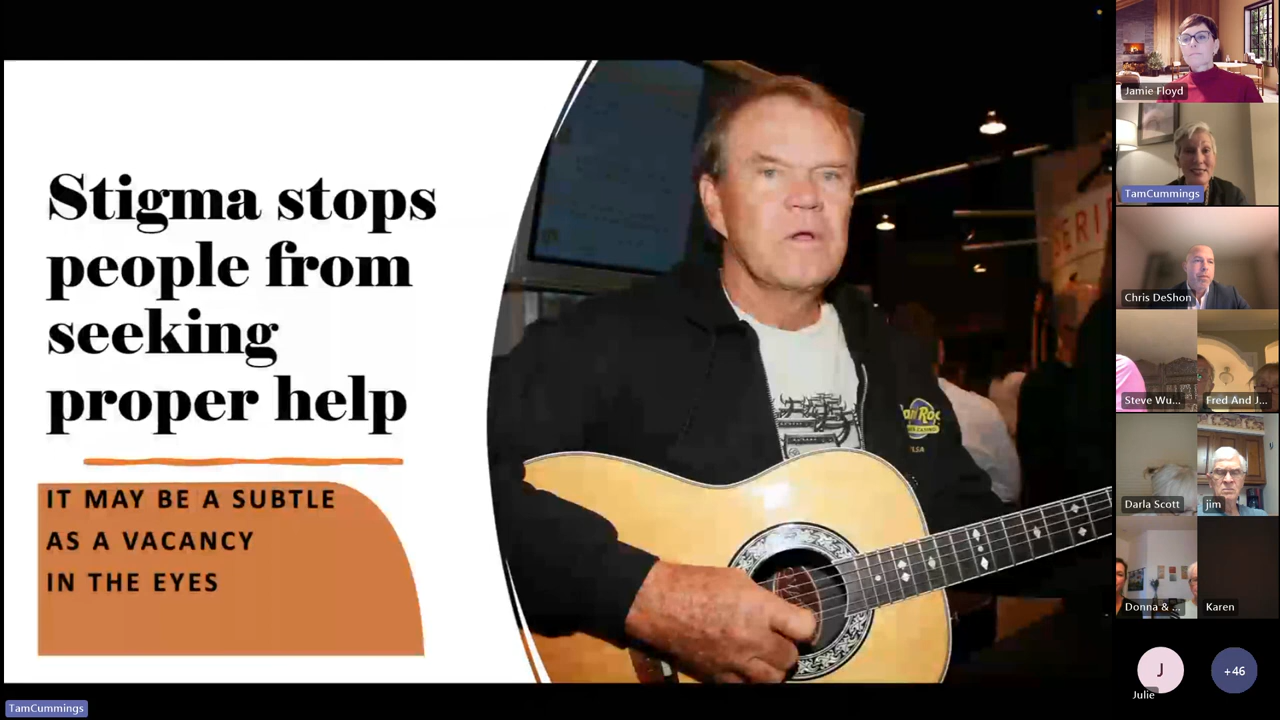 Stigma stops
people from
seeking
proper help
IT MAY BE A SUBTLE
AS A VACANCY
IN THE EYES
SERI
TamCummings
Jamie Floyd
TamCummings
Chris DeShon
Steve Wu...
Fred And J...
Darla Scott
jim
Donna & ...
Karen
J
Julie
+46